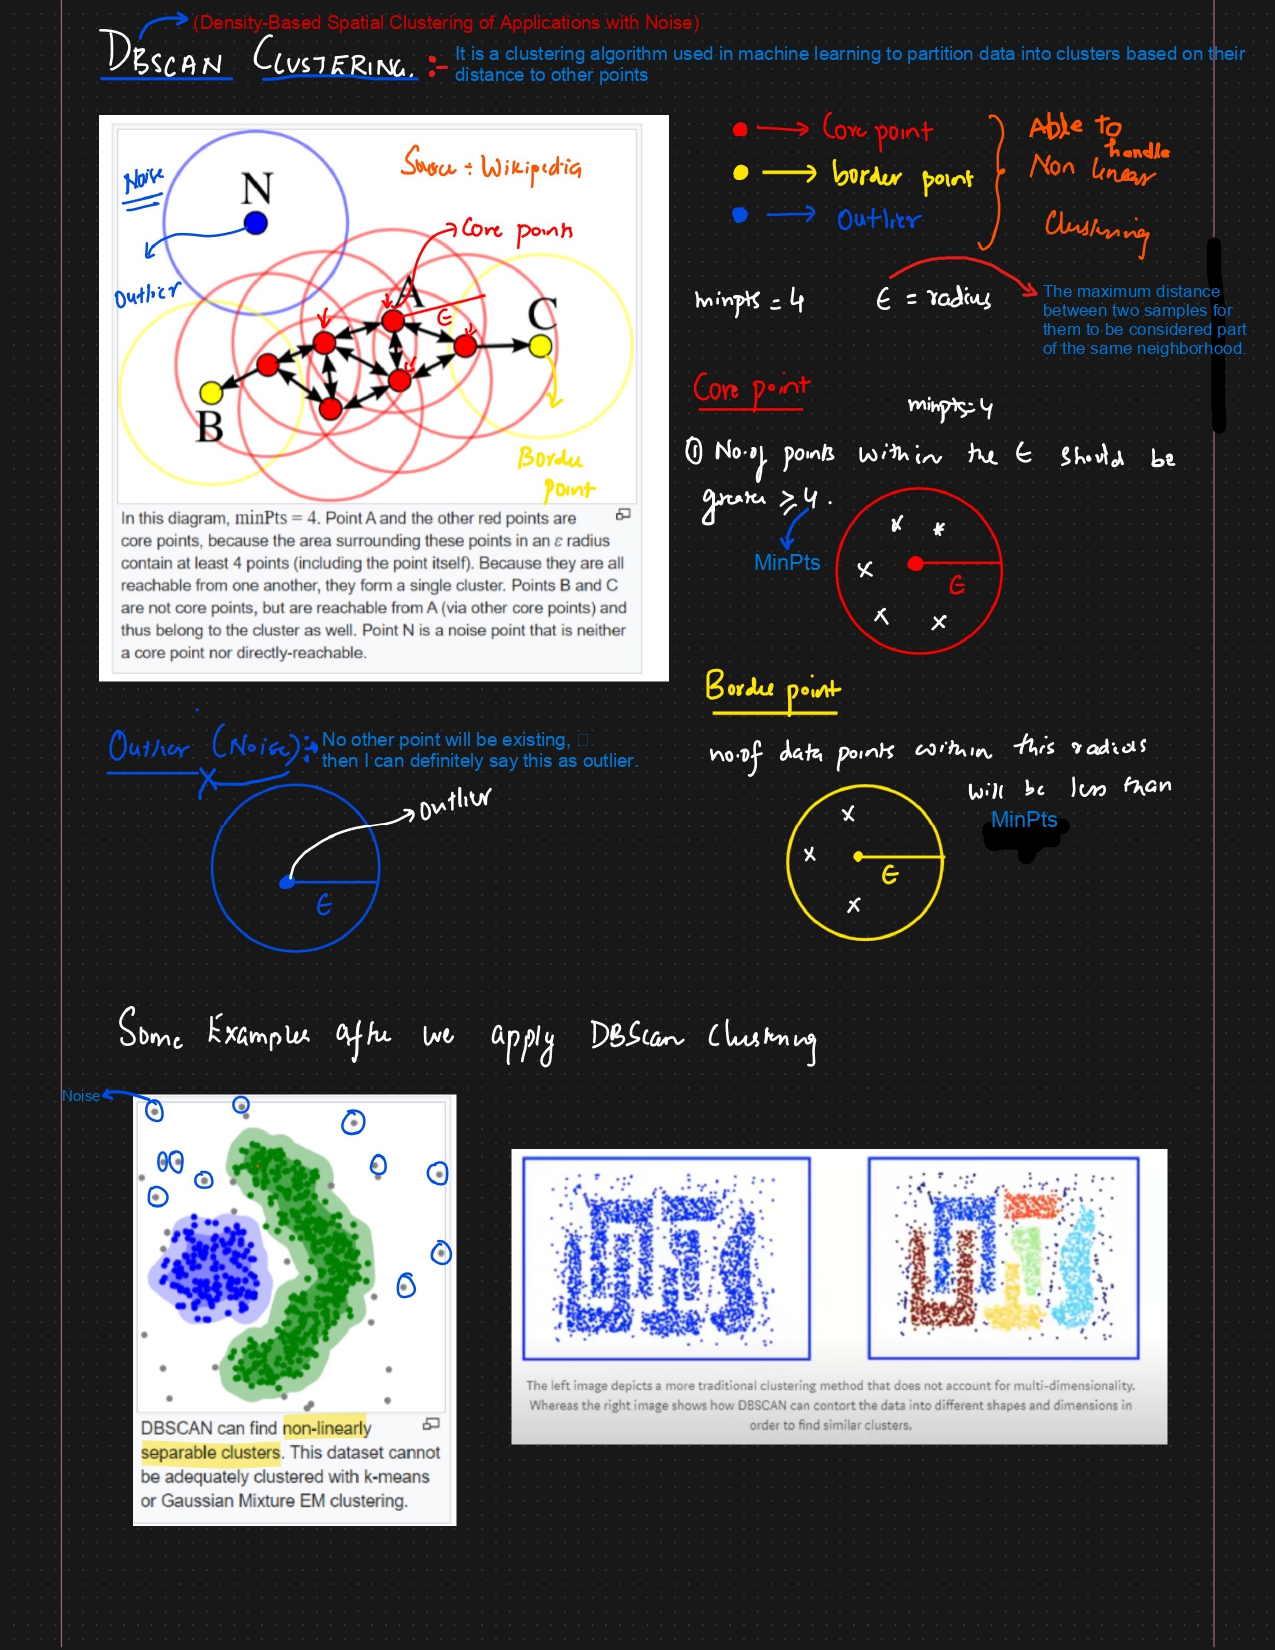 (Density-Based Spatial Clustering of Applications with Noise)
DBSCAN CLUSTERING. :-
It is a clustering algorithm used in machine learning to partition data into clusters based on their
distance to other points
Noise
N
Source :- Wikipedia
Core points
Outlier
A
Є
C
B
Border
point
In this diagram, minPts = 4. Point A and the other red points are
core points, because the area surrounding these points in an ε radius
contain at least 4 points (including the point itself). Because they are all
reachable from one another, they form a single cluster. Points B and C
are not core points, but are reachable from A (via other core points) and
thus belong to the cluster as well. Point N is a noise point that is neither
a core point nor directly-reachable.
Core point
border point
Outlier
Able to
handle
Non linear
Clustering
minpts = 4
Є = radius
The maximum distance
between two samples for
them to be considered part
of the same neighborhood.
Core point
minpts=4
① No.of points within the Є should be
greater ≥ 4.
MinPts
Є
Border point
no.of data points within this radius
will be less than
MinPts
Є
Outlier (Noise):
No other point will be existing,
then I can definitely say this as outlier.
Outlier
Є
Some Examples after we apply DBScan Clustering
Noise
DBSCAN can find non-linearly
separable clusters. This dataset cannot
be adequately clustered with k-means
or Gaussian Mixture EM clustering.
The left image depicts a more traditional clustering method that does not account for multi-dimensionality.
Whereas the right image shows how DBSCAN can contort the data into different shapes and dimensions in
order to find similar clusters.